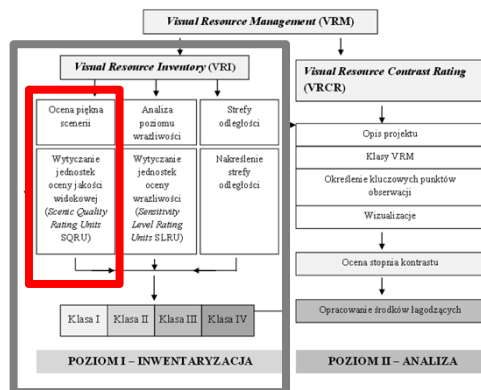 Visual Resource Management (VRM)
Visual Resource Inventory (VRI)
Ocena piękna
scenerii
Analiza
poziomu
wrażliwości
Strefy
odległości
Wytyczanie
jednostek
oceny jakości
widokowej
(Scenic Quality
Rating Units
SQRU)
Wytyczanie
jednostek
oceny
wrażliwości
(Sensitivity
Level Rating
Units SLRU)
Nakreślenie
strefy
odległości
Klasa I
Klasa II
Klasa III
Klasa IV
POZIOM I – INWENTARYZACJA
Visual Resource Contrast Rating
(VRCR)
Opis projektu
Klasy VRM
Określenie kluczowych punktów
obserwacji
Wizualizacje
Ocena stopnia kontrastu
Opracowanie środków łagodzących
POZIOM II – ANALIZA